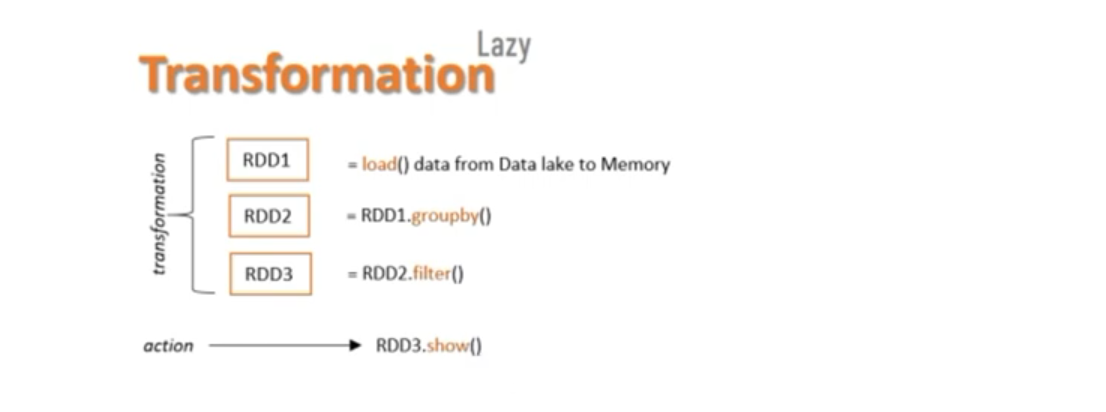 Lazy
Transformation
transformation
RDD1 = load() data from Data lake to Memory
RDD2 = RDD1.groupby()
RDD3 = RDD2.filter()
action RDD3.show()